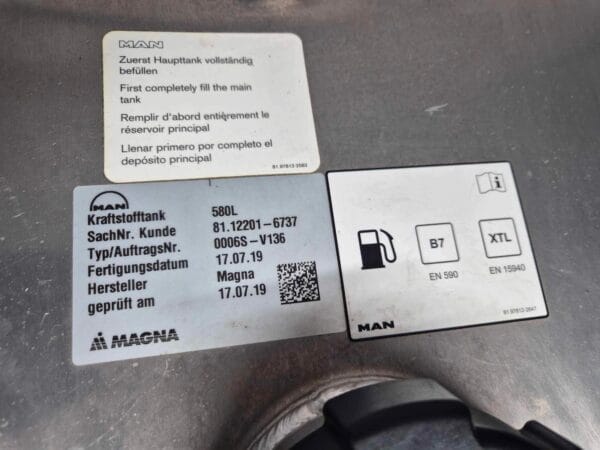 MAN
Zuerst Haupttank vollständig
befüllen
First completely fill the main
tank
Remplir d'abord entièrement le
réservoir principal
Llenar primero por completo el
depósito principal
81.97813-3583
MAN
Kraftstofftank 580L
SachNr. Kunde 81.12201-6737
Typ/AuftragsNr. 0006S-V136
Fertigungsdatum 17.07.19
Hersteller Magna
geprüft am 17.07.19
MAGNA
i
B7
XTL
EN 590
EN 15940
MAN
81.97813-3847